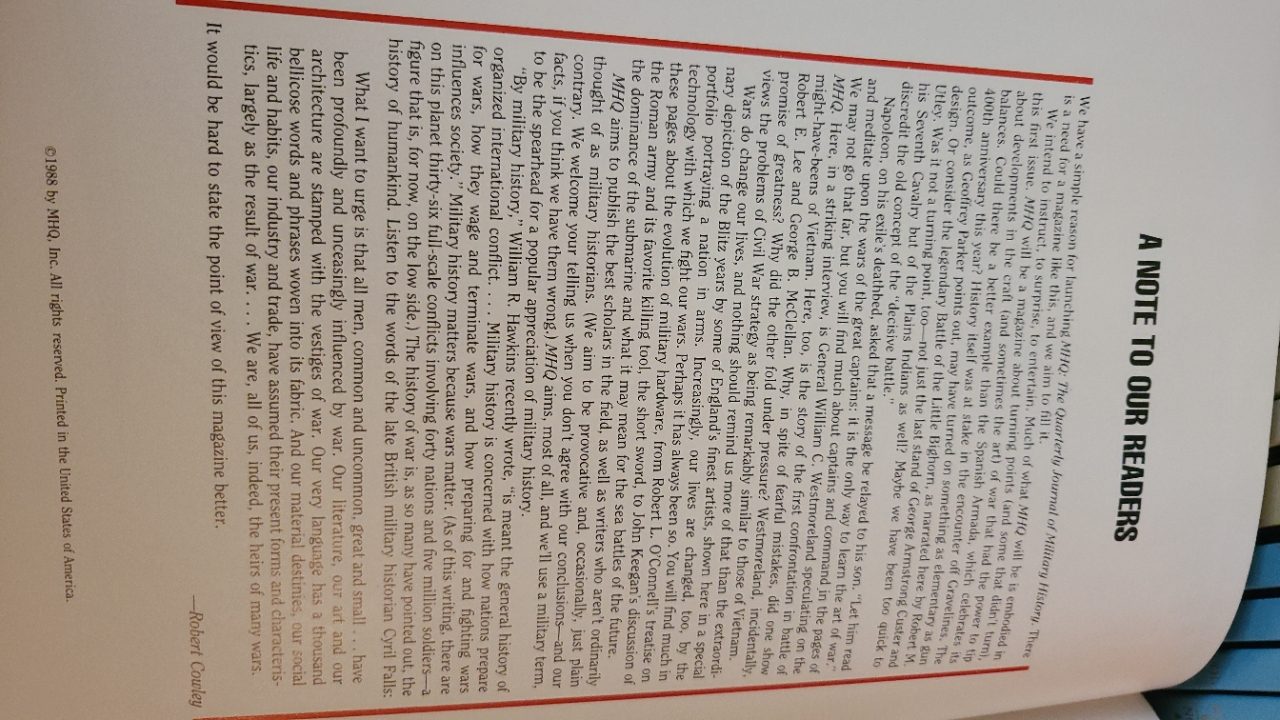 A NOTE TO OUR READERS
We have a simple reason for launching MHQ: The Quarterly Journal of Military History. There
is a need for a magazine like this, and we aim to fill it.
We intend to instruct, to surprise, to entertain. Much of what MHQ will be is embodied in
this first issue. MHQ will be a magazine about turning points (and some that didn't turn),
about developments in the craft (and sometimes the art) of war that had the power to tip
balances. Could there be a better example than the Spanish Armada, which celebrates its
400th anniversary this year? History itself was at stake in the encounter off Gravelines. The
outcome, as Geoffrey Parker points out, may have turned on something as elementary as gun
design. Or consider the legendary Battle of the Little Bighorn, as narrated here by Robert M.
Utley. Was it not a turning point, too—not just the last stand of George Armstrong Custer and
his Seventh Cavalry but of the Plains Indians as well? Maybe we have been too quick to
discredit the old concept of the "decisive battle."
Napoleon, on his exile's deathbed, asked that a message be relayed to his son. "Let him read
and meditate upon the wars of the great captains: it is the only way to learn the art of war."
We may not go that far, but you will find much about captains and command in the pages of
MHQ. Here, in a striking interview, is General William C. Westmoreland speculating on the
might-have-beens of Vietnam. Here, too, is the story of the first confrontation in battle of
Robert E. Lee and George B. McClellan. Why, in spite of fearful mistakes, did one show
promise of greatness? Why did the other fold under pressure? Westmoreland, incidentally,
views the problems of Civil War strategy as being remarkably similar to those of Vietnam.
Wars do change our lives, and nothing should remind us more of that than the extraordi-
nary depiction of the Blitz years by some of England's finest artists, shown here in a special
portfolio portraying a nation in arms. Increasingly, our lives are changed, too, by the
technology with which we fight our wars. Perhaps it has always been so. You will find much in
these pages about the evolution of military hardware, from Robert L. O'Connell's treatise on
the Roman army and its favorite killing tool, the short sword, to John Keegan's discussion of
the dominance of the submarine and what it may mean for the sea battles of the future.
MHQ aims to publish the best scholars in the field, as well as writers who aren't ordinarily
thought of as military historians. (We aim to be provocative and, occasionally, just plain
contrary. We welcome your telling us when you don't agree with our conclusions—and our
facts, if you think we have them wrong.) MHQ aims, most of all, and we'll use a military term,
to be the spearhead for a popular appreciation of military history.
"By military history," William R. Hawkins recently wrote, "is meant the general history of
organized international conflict. . . . Military history is concerned with how nations prepare
for wars, how they wage and terminate wars, and how preparing for and fighting wars
influences society." Military history matters because wars matter. (As of this writing, there are
on this planet thirty-six full-scale conflicts involving forty nations and five million soldiers—a
figure that is, for now, on the low side.) The history of war is, as so many have pointed out, the
history of humankind. Listen to the words of the late British military historian Cyril Falls:
What I want to urge is that all men, common and uncommon, great and small . . . have
been profoundly and unceasingly influenced by war. Our literature, our art and our
architecture are stamped with the vestiges of war. Our very language has a thousand
bellicose words and phrases woven into its fabric. And our material destinies, our social
life and habits, our industry and trade, have assumed their present forms and characteris-
tics, largely as the result of war. . . . We are, all of us, indeed, the heirs of many wars.
It would be hard to state the point of view of this magazine better.
—Robert Cowley
©1988 by MHQ, Inc. All rights reserved. Printed in the United States of America.